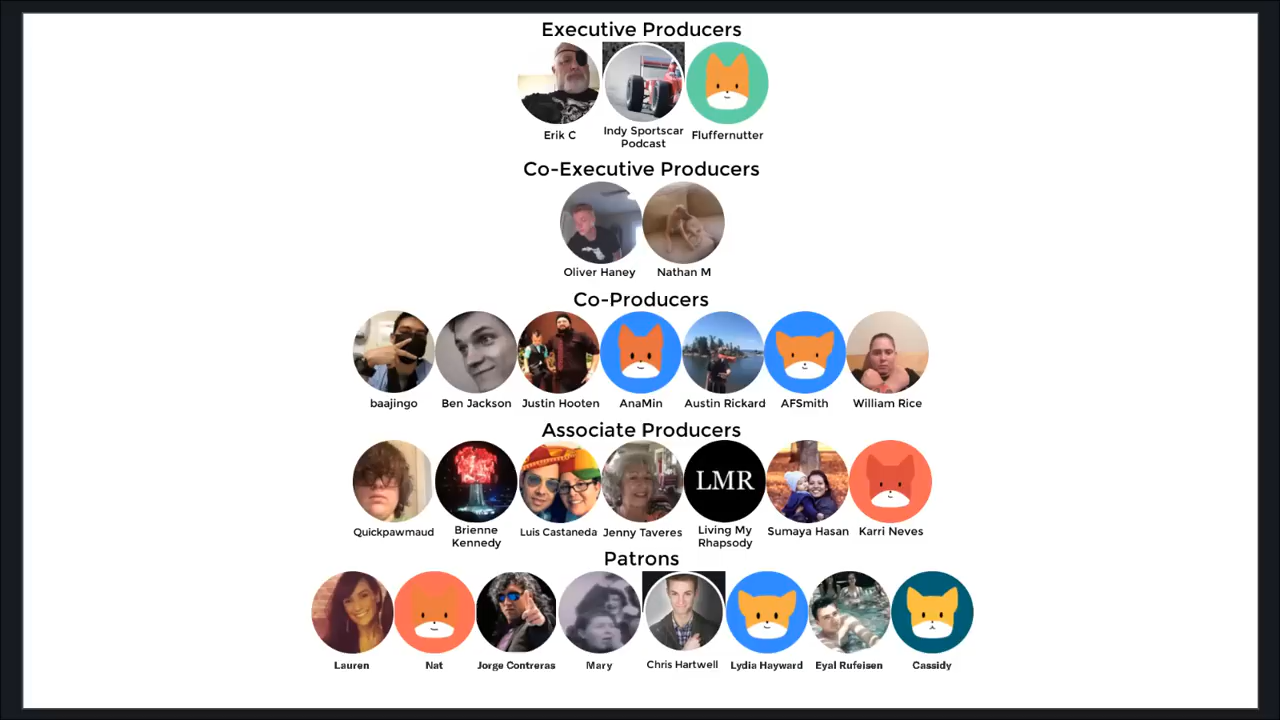 Executive Producers
Erik C
Indy Sportscar
Podcast
Fluffernutter
Co-Executive Producers
Oliver Haney
Nathan M
Co-Producers
baajingo
Ben Jackson
Justin Hooten
AnaMin
Austin Rickard
AFSmith
William Rice
Associate Producers
Quickpawmaud
Brienne
Kennedy
Luis Castaneda
Jenny Taveres
LMR
Living My
Rhapsody
Sumaya Hasan
Karri Neves
Patrons
Lauren
Nat
Jorge Contreras
Mary
Chris Hartwell
Lydia Hayward
Eyal Rufeisen
Cassidy